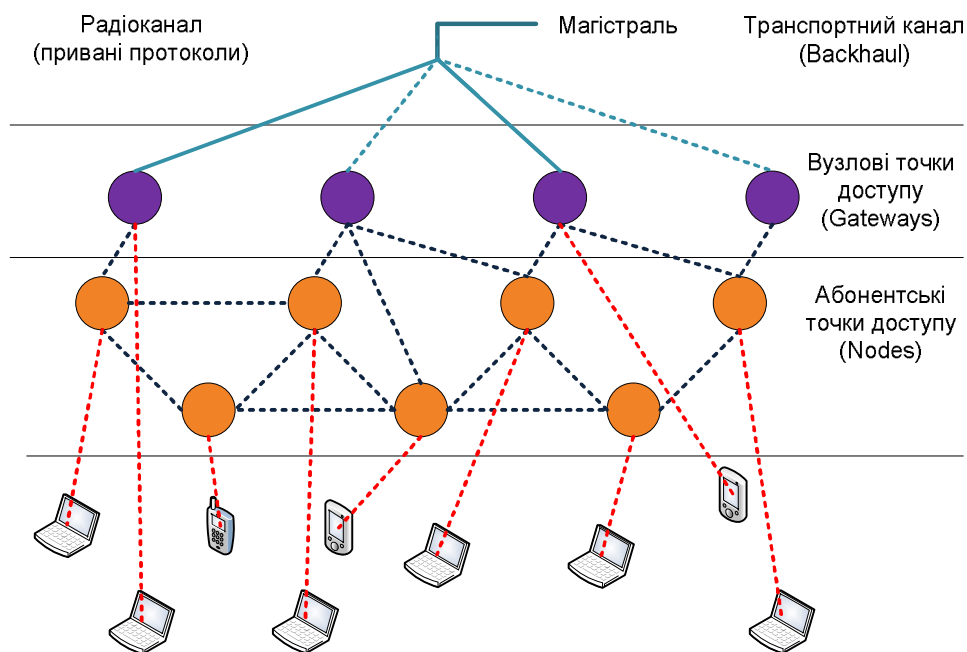 Радіоканал
(привані протоколи)
Магістраль
Транспортний канал
(Backhaul)
Вузлові точки
доступу
(Gateways)
Абонентські
точки доступу
(Nodes)